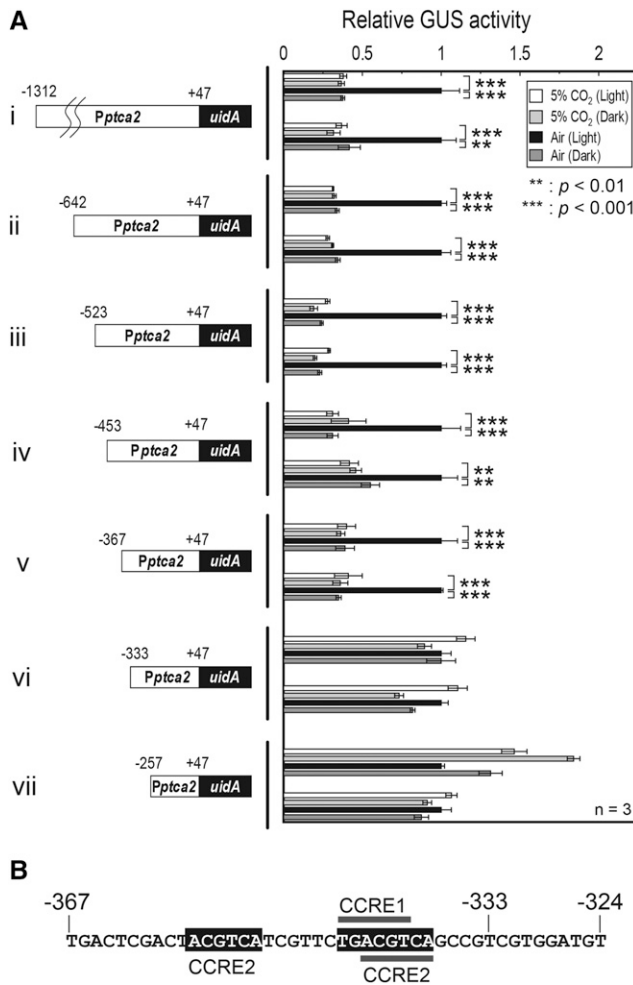 A
Relative GUS activity
0 0.5 1 1.5 2
-1312 +47
i Pptca2 uidA
*** ***
*** **
5% CO2 (Light)
5% CO2 (Dark)
Air (Light)
Air (Dark)
** : p < 0.01
*** : p < 0.001
-642 +47
ii Pptca2 uidA
*** ***
*** ***
-523 +47
iii Pptca2 uidA
*** ***
*** ***
-453 +47
iv Pptca2 uidA
*** ***
** **
-367 +47
v Pptca2 uidA
*** ***
*** ***
-333 +47
vi Pptca2 uidA
-257 +47
vii Pptca2 uidA
n = 3
B
-367 CCRE1 -333 -324
TGACTCGACTACGTCATCGTTCTGACGTCAGCCGTCGTGGATGT
CCRE2 CCRE2